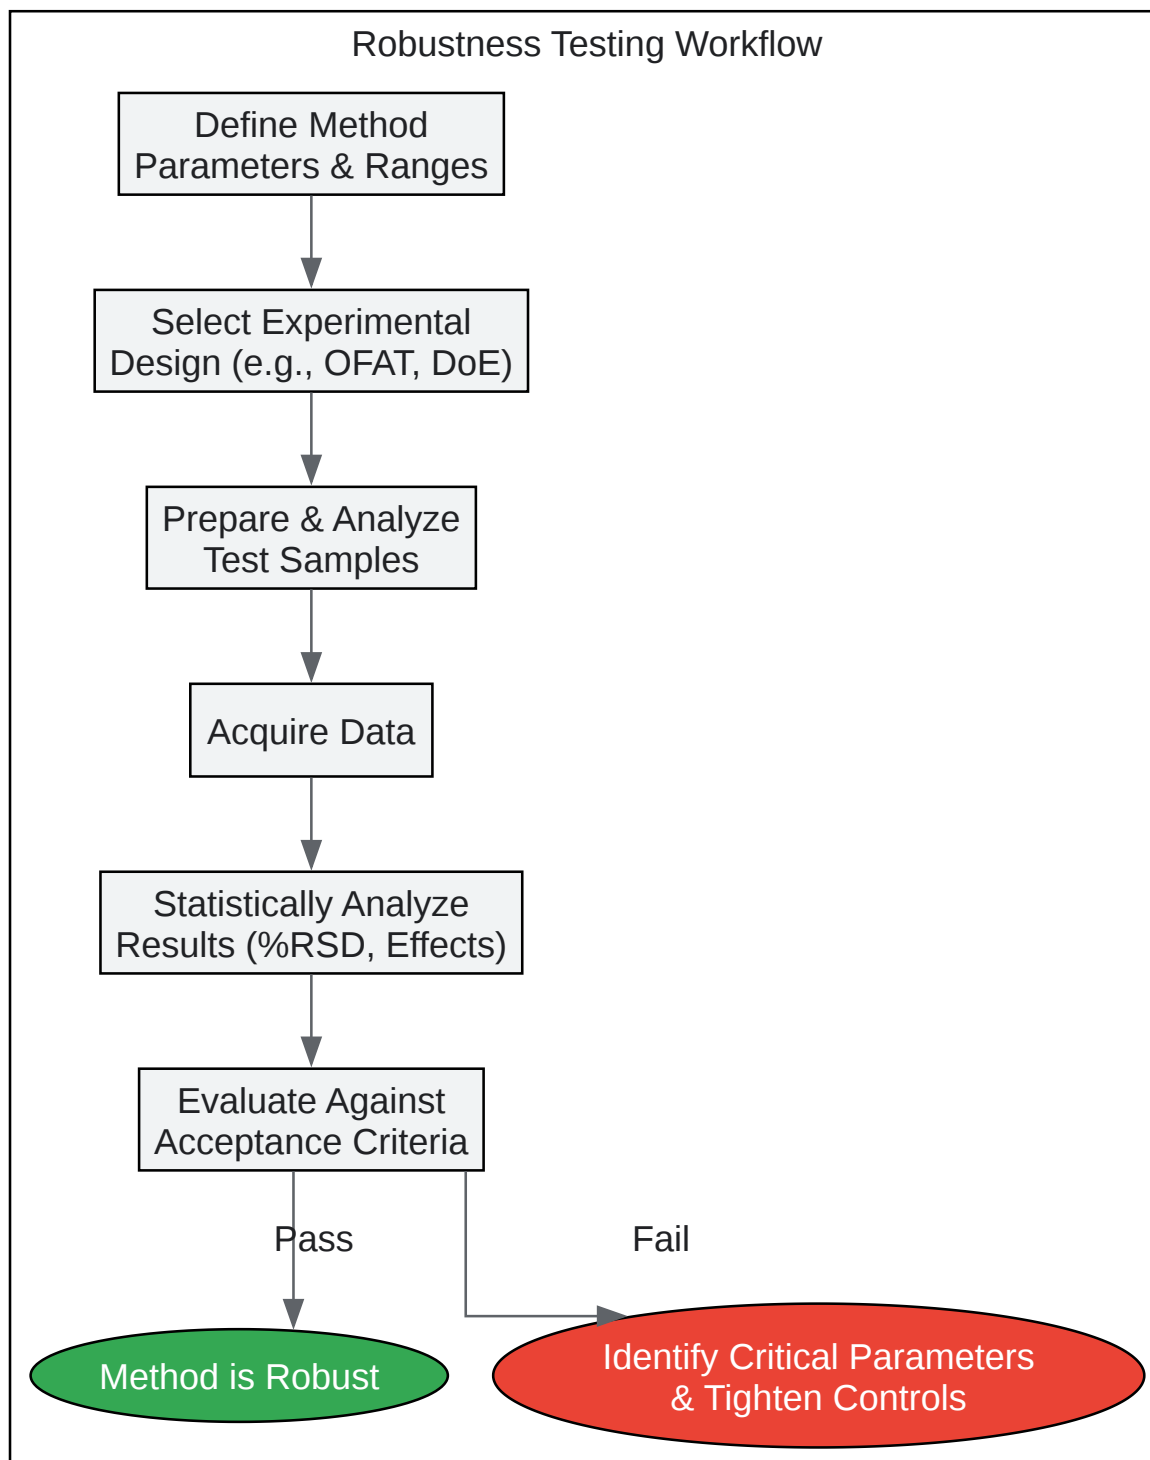 Robustness Testing Workflow
Define Method
Parameters & Ranges
Select Experimental
Design (e.g., OFAT, DoE)
Prepare & Analyze
Test Samples
Acquire Data
Statistically Analyze
Results (%RSD, Effects)
Evaluate Against
Acceptance Criteria
Pass
Fail
Method is Robust
Identify Critical Parameters
& Tighten Controls